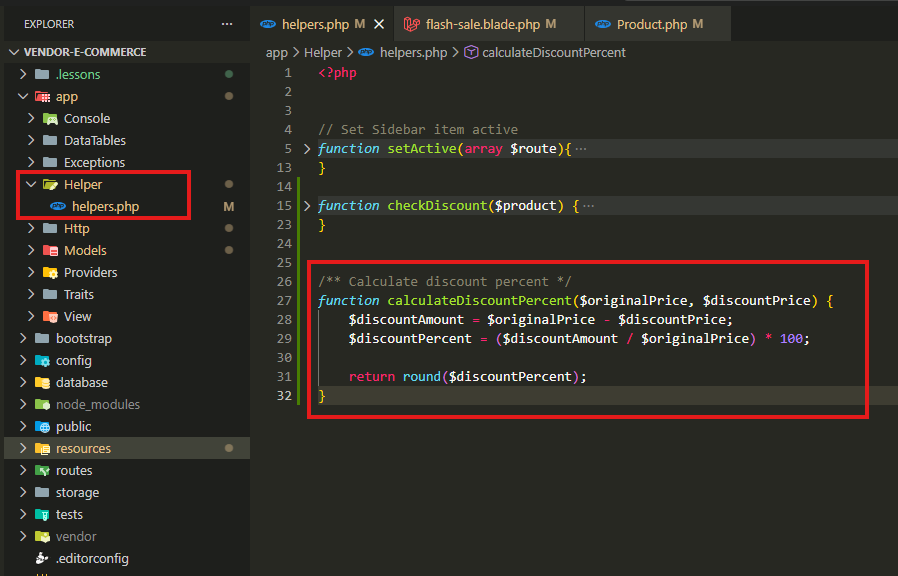 EXPLORER
···
VENDOR-E-COMMERCE
.lessons
app
Console
DataTables
Exceptions
Helper
helpers.php M
Http
Models
Providers
Traits
View
bootstrap
config
database
node_modules
public
resources
routes
storage
tests
vendor
.editorconfig
helpers.php M
flash-sale.blade.php M
Product.php M
app > Helper > helpers.php > calculateDiscountPercent
1 <?php
2
3
4 // Set Sidebar item active
5 function setActive(array $route){ ···
13 }
14
15 function checkDiscount($product) { ···
23 }
24
25
26 /** Calculate discount percent */
27 function calculateDiscountPercent($originalPrice, $discountPrice) {
28 $discountAmount = $originalPrice - $discountPrice;
29 $discountPercent = ($discountAmount / $originalPrice) * 100;
30
31 return round($discountPercent);
32 }